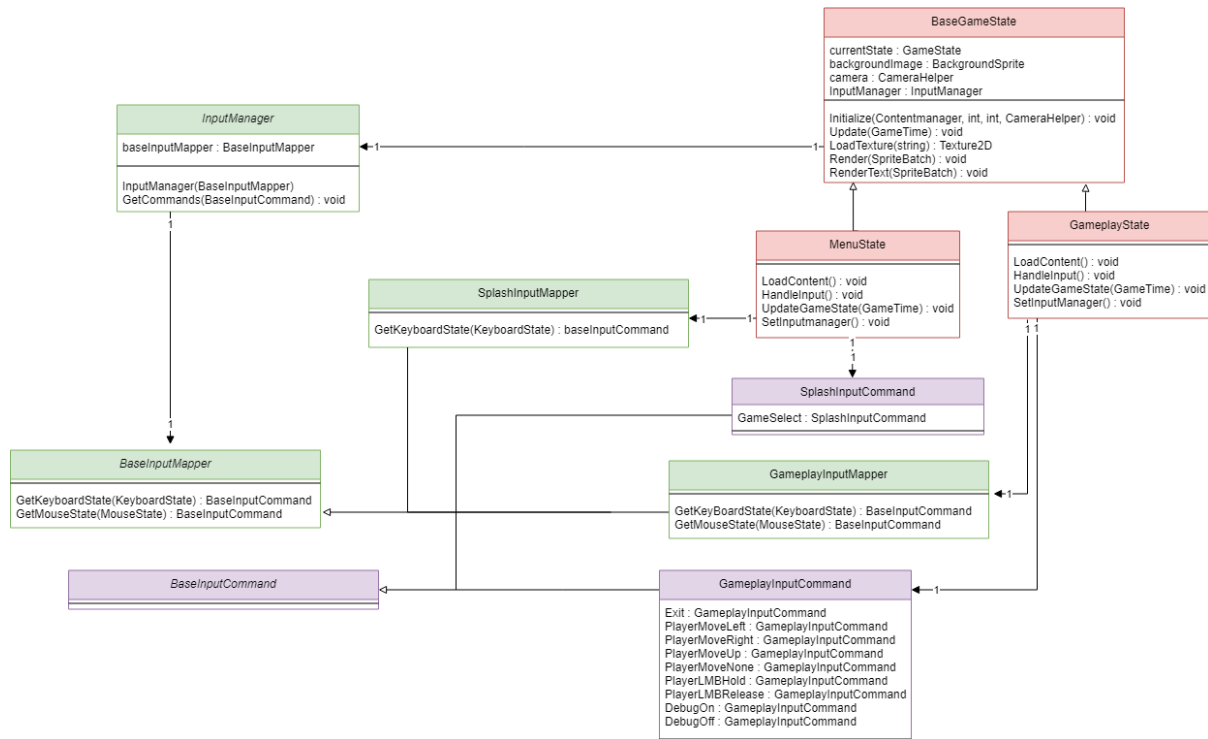 BaseGameState
currentState : GameState
backgroundImage : BackgroundSprite
camera : CameraHelper
InputManager : InputManager
Initialize(Contentmanager, int, int, CameraHelper) : void
Update(GameTime) : void
LoadTexture(string) : Texture2D
Render(SpriteBatch) : void
RenderText(SpriteBatch) : void
InputManager
baseInputMapper : BaseInputMapper
InputManager(BaseInputMapper)
GetCommands(BaseInputCommand) : void
1
1
1
MenuState
LoadContent() : void
HandleInput() : void
UpdateGameState(GameTime) : void
SetInputmanager() : void
GameplayState
LoadContent() : void
HandleInput() : void
UpdateGameState(GameTime) : void
SetInputManager() : void
SplashInputMapper
GetKeyboardState(KeyboardState) : baseInputCommand
1
1
1
1
1
1
SplashInputCommand
GameSelect : SplashInputCommand
1
BaseInputMapper
GetKeyboardState(KeyboardState) : BaseInputCommand
GetMouseState(MouseState) : BaseInputCommand
GameplayInputMapper
GetKeyBoardState(KeyboardState) : BaseInputCommand
GetMouseState(MouseState) : BaseInputCommand
1
BaseInputCommand
GameplayInputCommand
Exit : GameplayInputCommand
PlayerMoveLeft : GameplayInputCommand
PlayerMoveRight : GameplayInputCommand
PlayerMoveUp : GameplayInputCommand
PlayerMoveNone : GameplayInputCommand
PlayerLMBHold : GameplayInputCommand
PlayerLMBRelease : GameplayInputCommand
DebugOn : GameplayInputCommand
DebugOff : GameplayInputCommand
1